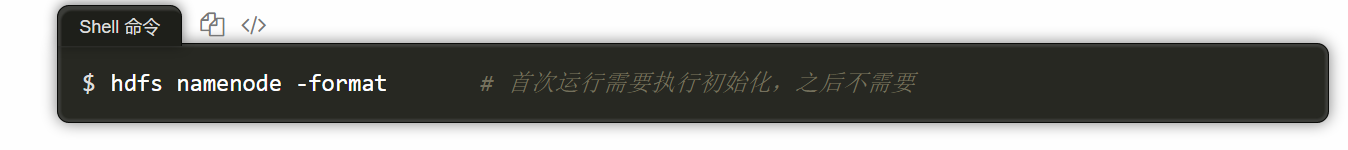 Shell 命令
$ hdfs namenode -format # 首次运行需要执行初始化，之后不需要